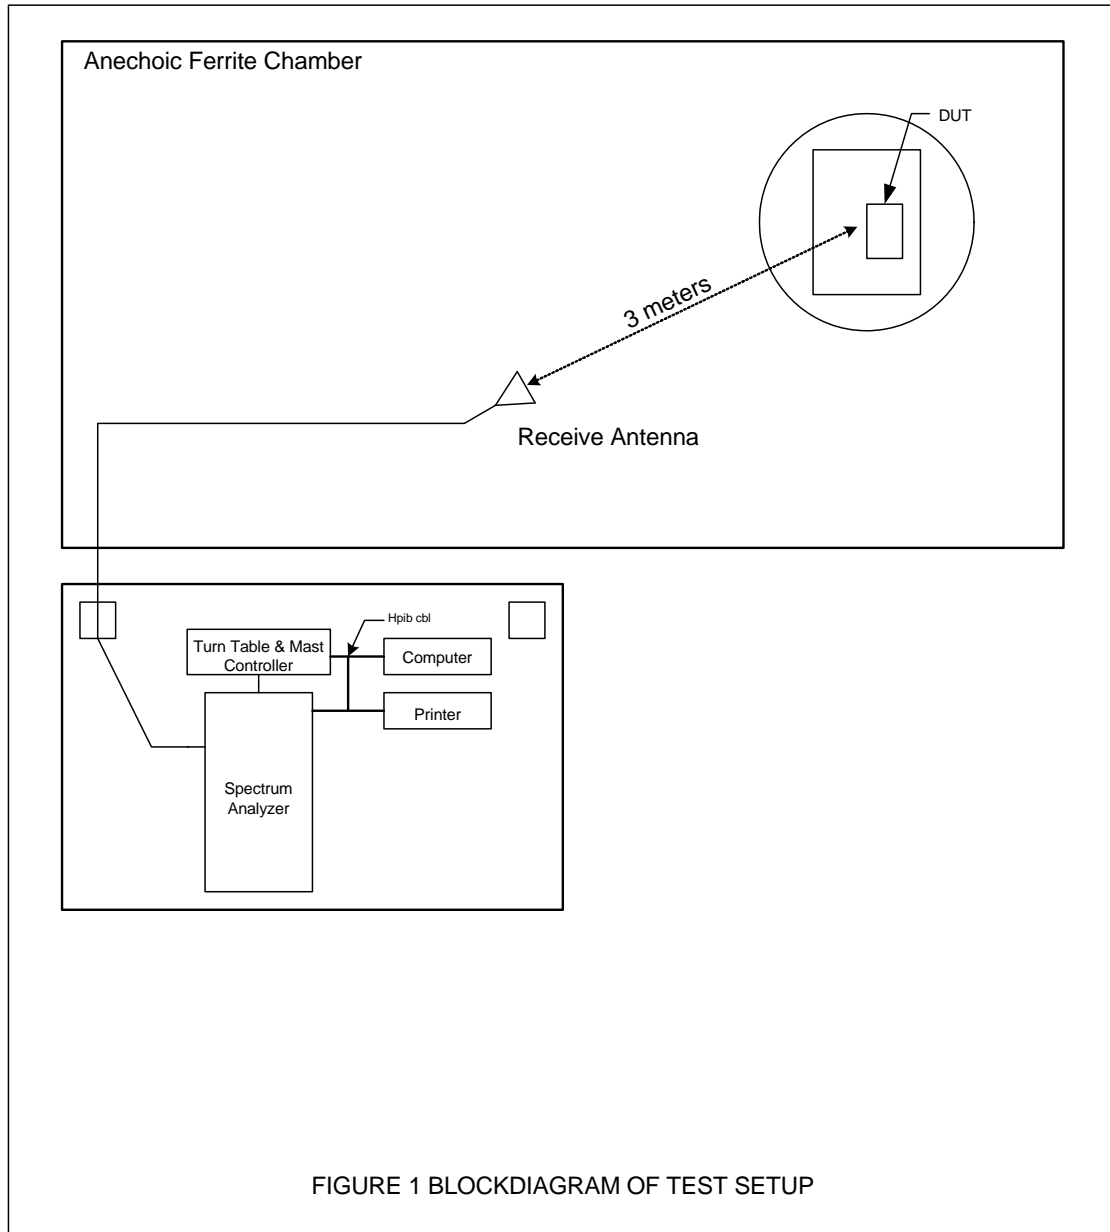 Anechoic Ferrite Chamber
DUT
3 meters
Receive Antenna
Hpib cbl
Turn Table & Mast
Controller
Computer
Printer
Spectrum
Analyzer
FIGURE 1 BLOCKDIAGRAM OF TEST SETUP